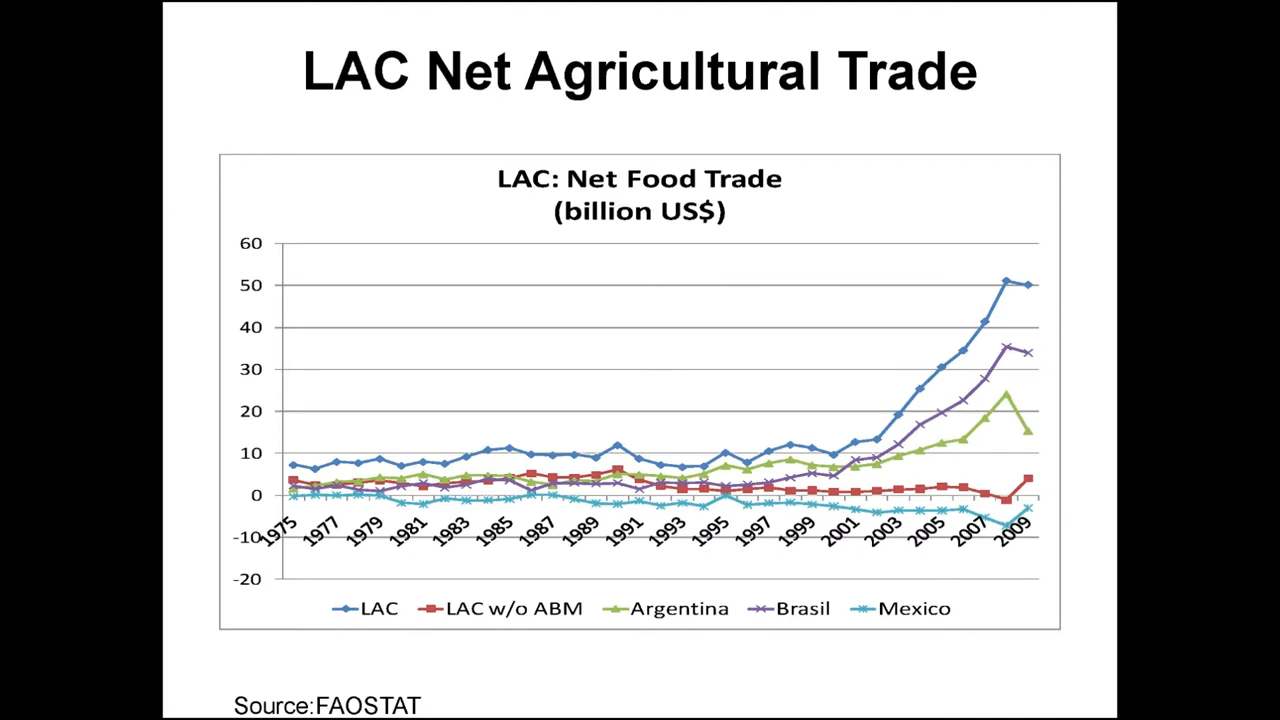 LAC Net Agricultural Trade
LAC: Net Food Trade
(billion US$)
60
50
40
30
20
10
0
-10
-20
1975 1977 1979 1981 1983 1985 1987 1989 1991 1993 1995 1997 1999 2001 2003 2005 2007 2009
LAC LAC w/o ABM Argentina Brasil Mexico
Source:FAOSTAT